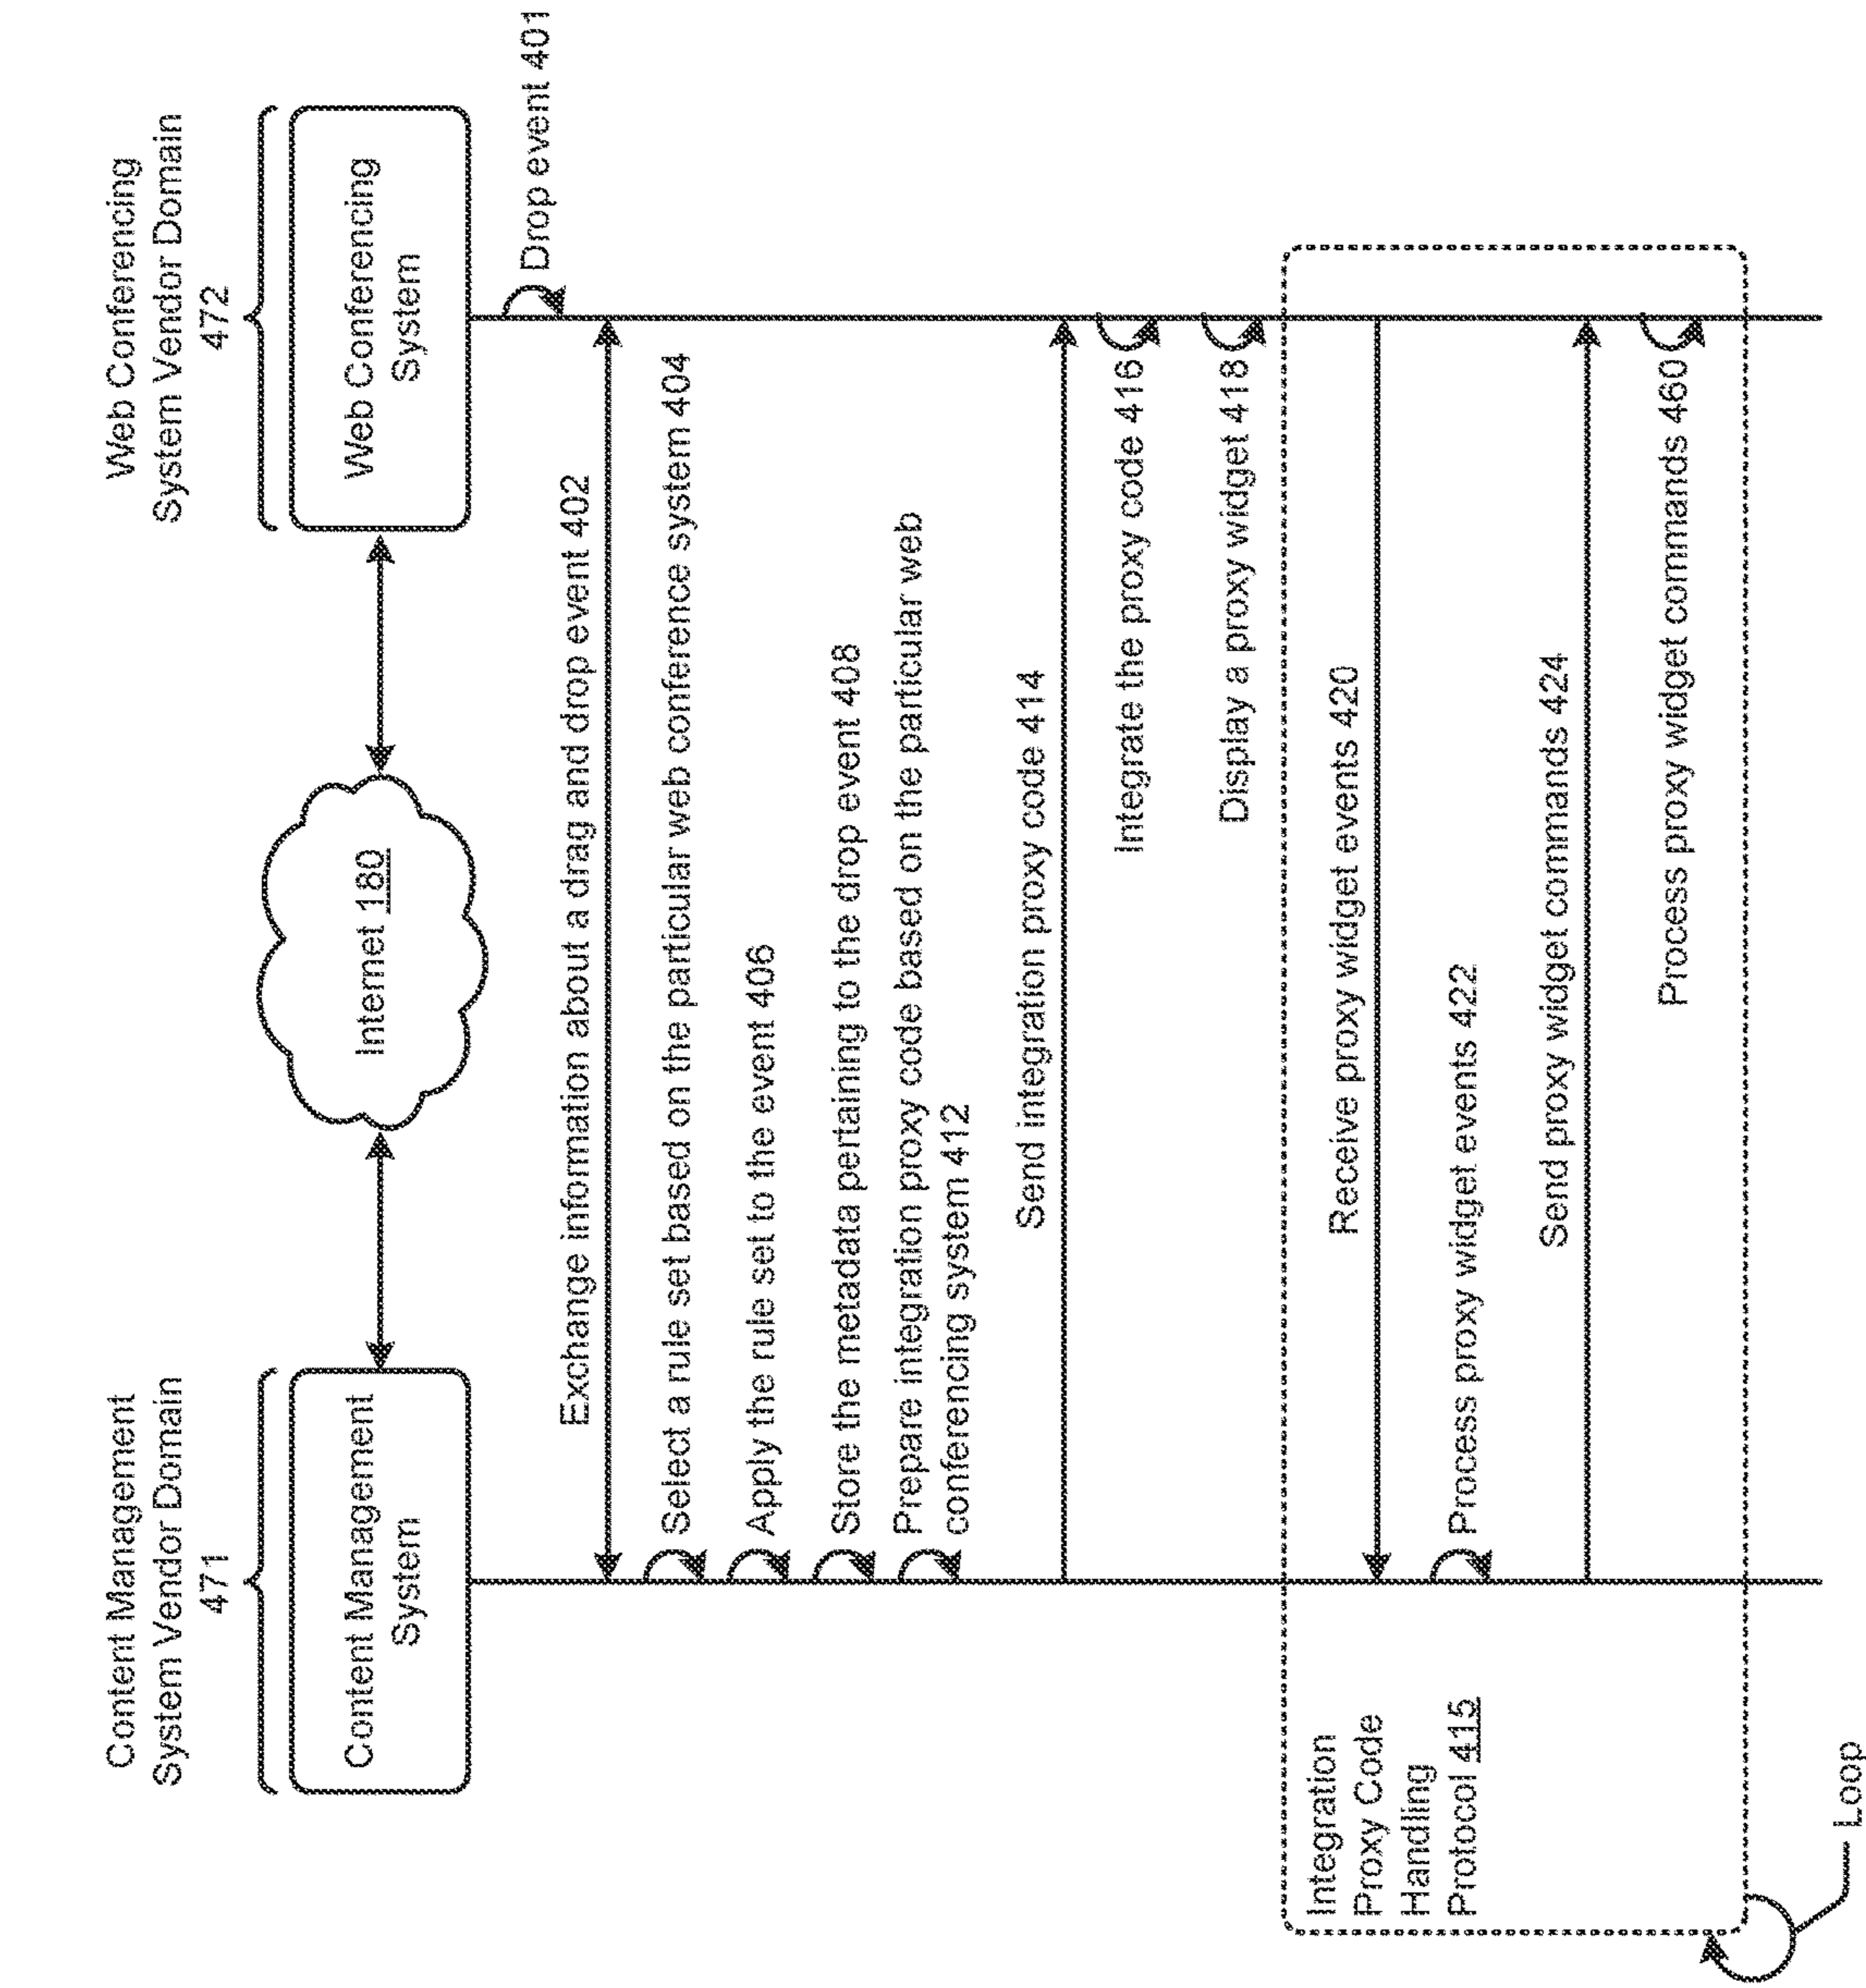 Content Management
System Vendor Domain
471
Web Conferencing
System Vendor Domain
472
Content Management
System
Internet 180
Web Conferencing
System
Drop event 401
Exchange information about a drag and drop event 402
Select a rule set based on the particular web conference system 404
Apply the rule set to the event 406
Store the metadata pertaining to the drop event 408
Prepare integration proxy code based on the particular web
conferencing system 412
Send integration proxy code 414
Integrate the proxy code 416
Display a proxy widget 418
Integration
Proxy Code
Handling
Protocol 415
Receive proxy widget events 420
Process proxy widget events 422
Send proxy widget commands 424
Process proxy widget commands 460
Loop